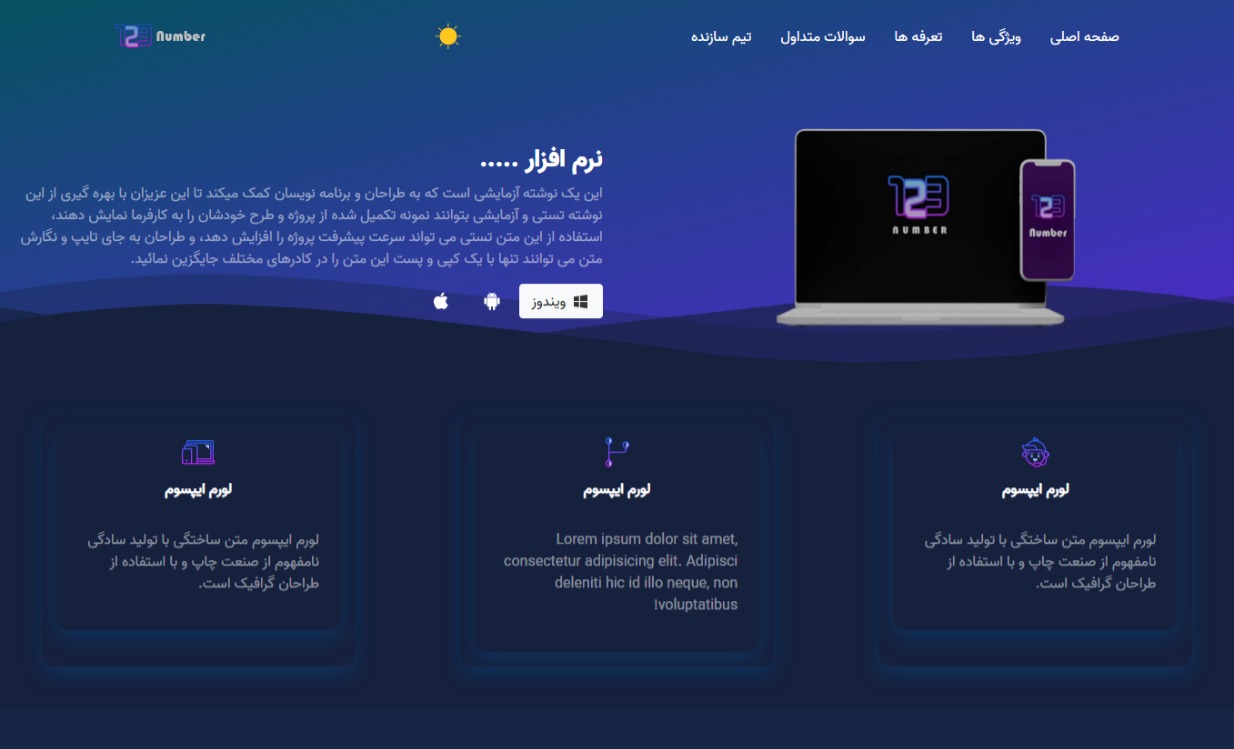 صفحه اصلی
ویژگی ها
تعرفه ها
سوالات متداول
تیم سازنده
123 Number
123
NUMBER
123
Number
نرم افزار .....
این یک نوشته آزمایشی است که به طراحان و برنامه نویسان کمک میکند تا این عزیزان با بهره گیری از این
نوشته تستی و آزمایشی بتوانند نمونه تکمیل شده از پروژه و طرح خودشان را به کارفرما نمایش دهند،
استفاده از این متن تستی می تواند سرعت پیشرفت پروژه را افزایش دهد، و طراحان به جای تایپ و نگارش
متن می توانند تنها با یک کپی و پست این متن را در کادرهای مختلف جایگزین نمائید.
ویندوز
لورم ایپسوم
لورم ایپسوم متن ساختگی با تولید سادگی
نامفهوم از صنعت چاپ و با استفاده از
طراحان گرافیک است.
لورم ایپسوم
Lorem ipsum dolor sit amet,
consectetur adipisicing elit. Adipisci
deleniti hic id illo neque, non
!voluptatibus
لورم ایپسوم
لورم ایپسوم متن ساختگی با تولید سادگی
نامفهوم از صنعت چاپ و با استفاده از
طراحان گرافیک است.